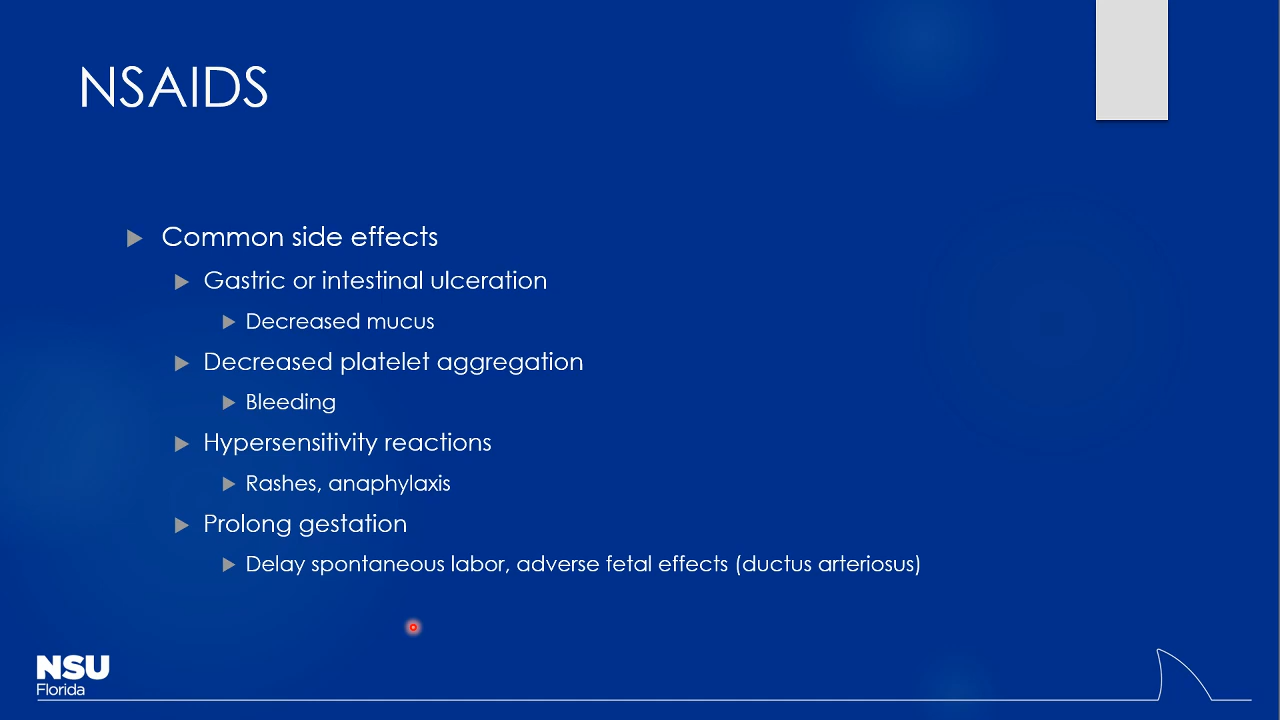 NSAIDS
Common side effects
Gastric or intestinal ulceration
Decreased mucus
Decreased platelet aggregation
Bleeding
Hypersensitivity reactions
Rashes, anaphylaxis
Prolong gestation
Delay spontaneous labor, adverse fetal effects (ductus arteriosus)
NSU
Florida